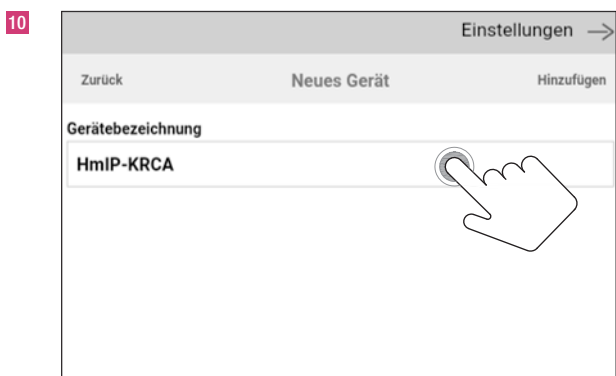 10
Einstellungen →
Zurück Neues Gerät Hinzufügen
Gerätebezeichnung
HmIP-KRCA